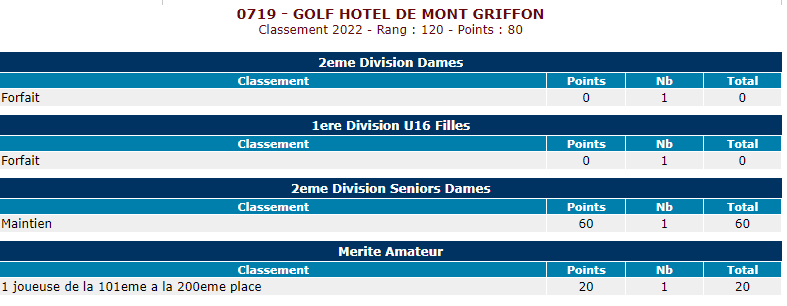 0719 - GOLF HOTEL DE MONT GRIFFON
Classement 2022 - Rang : 120 - Points : 80
2eme Division Dames
Classement Points Nb Total
Forfait 0 1 0
1ere Division U16 Filles
Classement Points Nb Total
Forfait 0 1 0
2eme Division Seniors Dames
Classement Points Nb Total
Maintien 60 1 60
Merite Amateur
Classement Points Nb Total
1 joueuse de la 101eme a la 200eme place 20 1 20